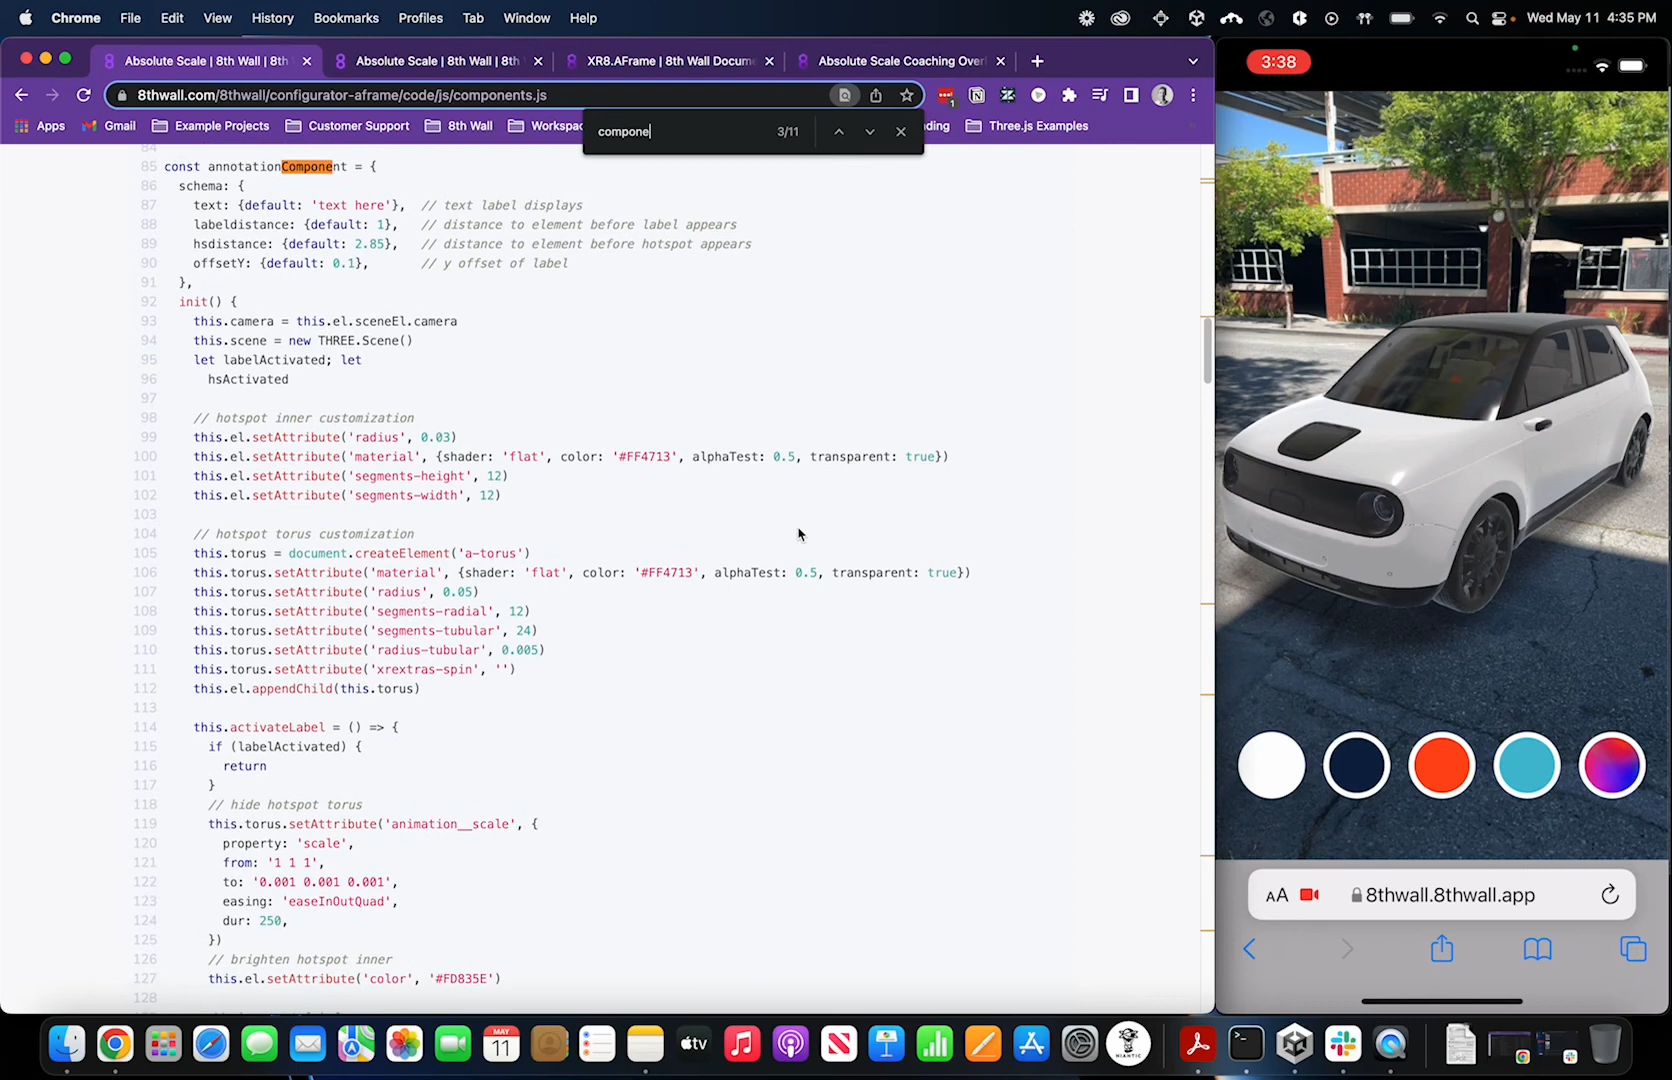 Chrome File Edit View History Bookmarks Profiles Tab Window Help Wed May 11 4:35 PM
Absolute Scale | 8th Wall | 8th
Absolute Scale | 8th Wall | 8th
XR8.AFrame | 8th Wall Docum
Absolute Scale Coaching Over
8thwall.com/8thwall/configurator-aframe/code/js/components.js
Apps Gmail Example Projects Customer Support 8th Wall Workspac ding Three.js Examples
compone 3/11
84
85 const annotationComponent = {
86 schema: {
87 text: {default: 'text here'}, // text label displays
88 labeldistance: {default: 1}, // distance to element before label appears
89 hsdistance: {default: 2.85}, // distance to element before hotspot appears
90 offsetY: {default: 0.1}, // y offset of label
91 },
92 init() {
93 this.camera = this.el.sceneEl.camera
94 this.scene = new THREE.Scene()
95 let labelActivated; let
96 hsActivated
97
98 // hotspot inner customization
99 this.el.setAttribute('radius', 0.03)
100 this.el.setAttribute('material', {shader: 'flat', color: '#FF4713', alphaTest: 0.5, transparent: true})
101 this.el.setAttribute('segments-height', 12)
102 this.el.setAttribute('segments-width', 12)
103
104 // hotspot torus customization
105 this.torus = document.createElement('a-torus')
106 this.torus.setAttribute('material', {shader: 'flat', color: '#FF4713', alphaTest: 0.5, transparent: true})
107 this.torus.setAttribute('radius', 0.05)
108 this.torus.setAttribute('segments-radial', 12)
109 this.torus.setAttribute('segments-tubular', 24)
110 this.torus.setAttribute('radius-tubular', 0.005)
111 this.torus.setAttribute('xrextras-spin', '')
112 this.el.appendChild(this.torus)
113
114 this.activateLabel = () => {
115 if (labelActivated) {
116 return
117 }
118 // hide hotspot torus
119 this.torus.setAttribute('animation__scale', {
120 property: 'scale',
121 from: '1 1 1',
122 to: '0.001 0.001 0.001',
123 easing: 'easeInOutQuad',
124 dur: 250,
125 })
126 // brighten hotspot inner
127 this.el.setAttribute('color', '#FD835E')
128
3:38
AA 8thwall.8thwall.app
MAY
11
tv
NIANTIC